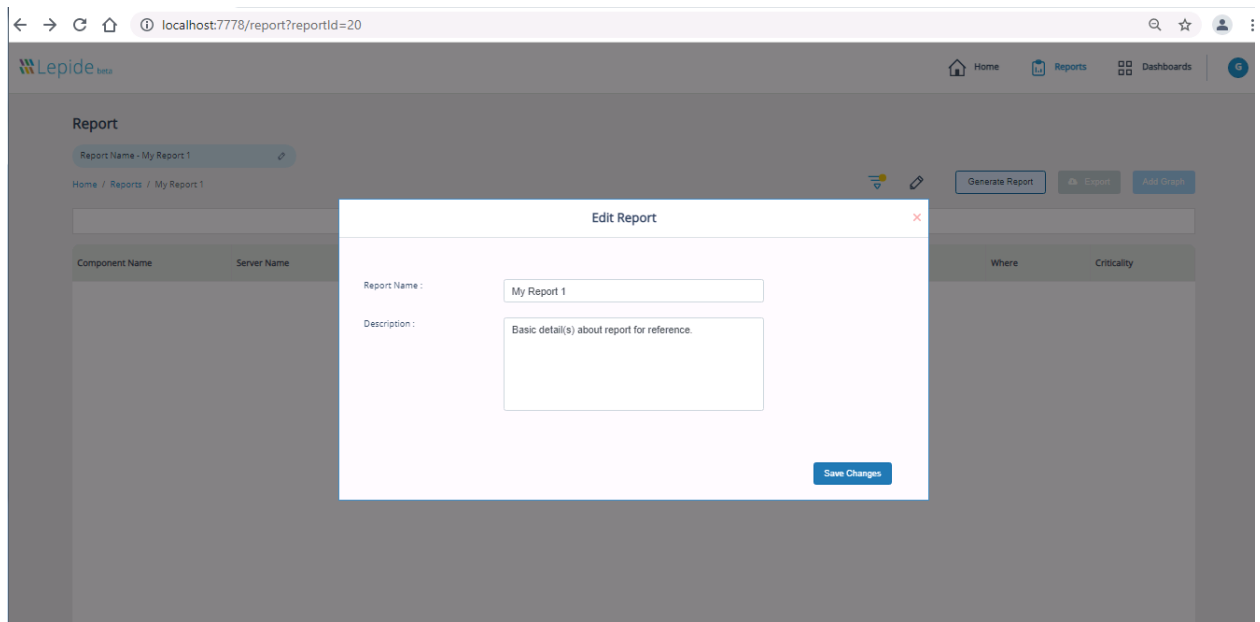 localhost:7778/report?reportId=20
Lepide beta
Home
Reports
Dashboards
G
Report
Report Name - My Report 1
Home / Reports / My Report 1
Generate Report
Export
Add Graph
Edit Report
Component Name
Server Name
Where
Criticality
Report Name :
My Report 1
Description :
Basic detail(s) about report for reference.
Save Changes